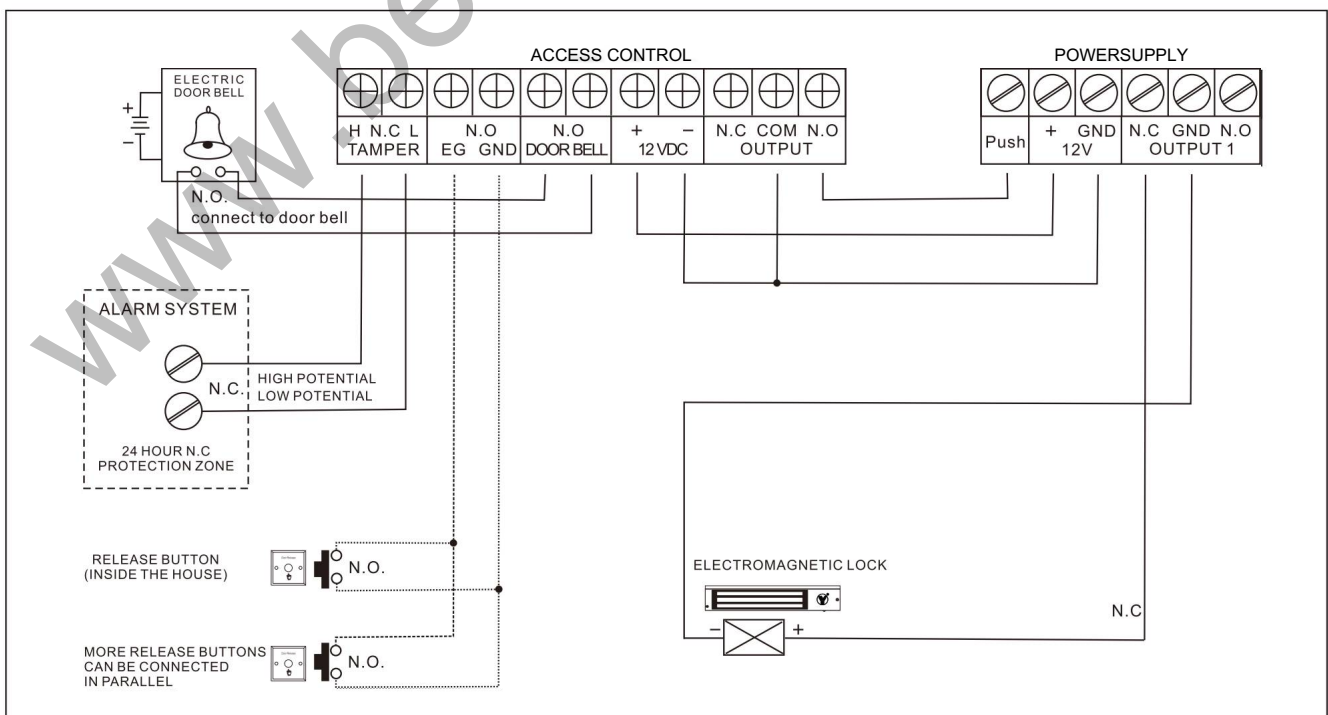 www.be
ACCESS CONTROL
POWERSUPPLY
ELECTRIC
DOOR BELL
+
−
N.O.
connect to door bell
H N.C L
TAMPER
N.O
EG GND
N.O
DOOR BELL
+ −
12 VDC
N.C COM N.O
OUTPUT
Push
+ GND
12V
N.C GND N.O
OUTPUT 1
ALARM SYSTEM
N.C.
HIGH POTENTIAL
LOW POTENTIAL
24 HOUR N.C
PROTECTION ZONE
RELEASE BUTTON
(INSIDE THE HOUSE)
N.O.
MORE RELEASE BUTTONS
CAN BE CONNECTED
IN PARALLEL
N.O.
ELECTROMAGNETIC LOCK
− +
N.C